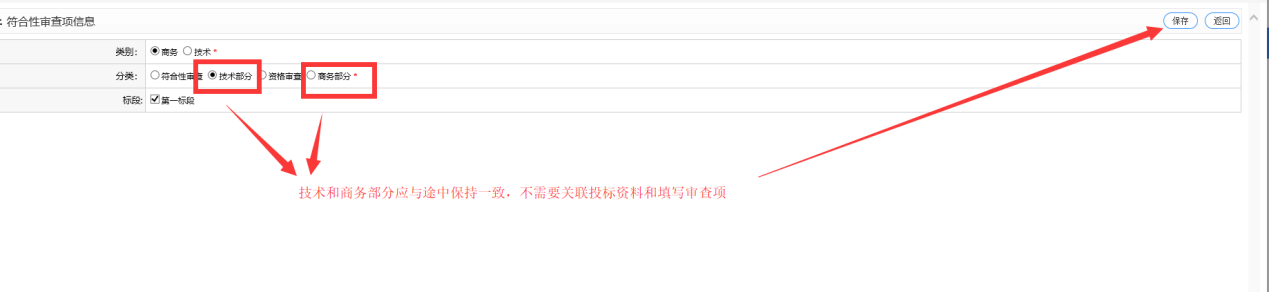 ：符合性审查项信息 保存 返回
类别： 商务 技术 *
分类： 符合性审查 技术部分 资格审查 商务部分 *
标段: 第一标段
技术和商务部分应与途中保持一致，不需要关联投标资料和填写审查项